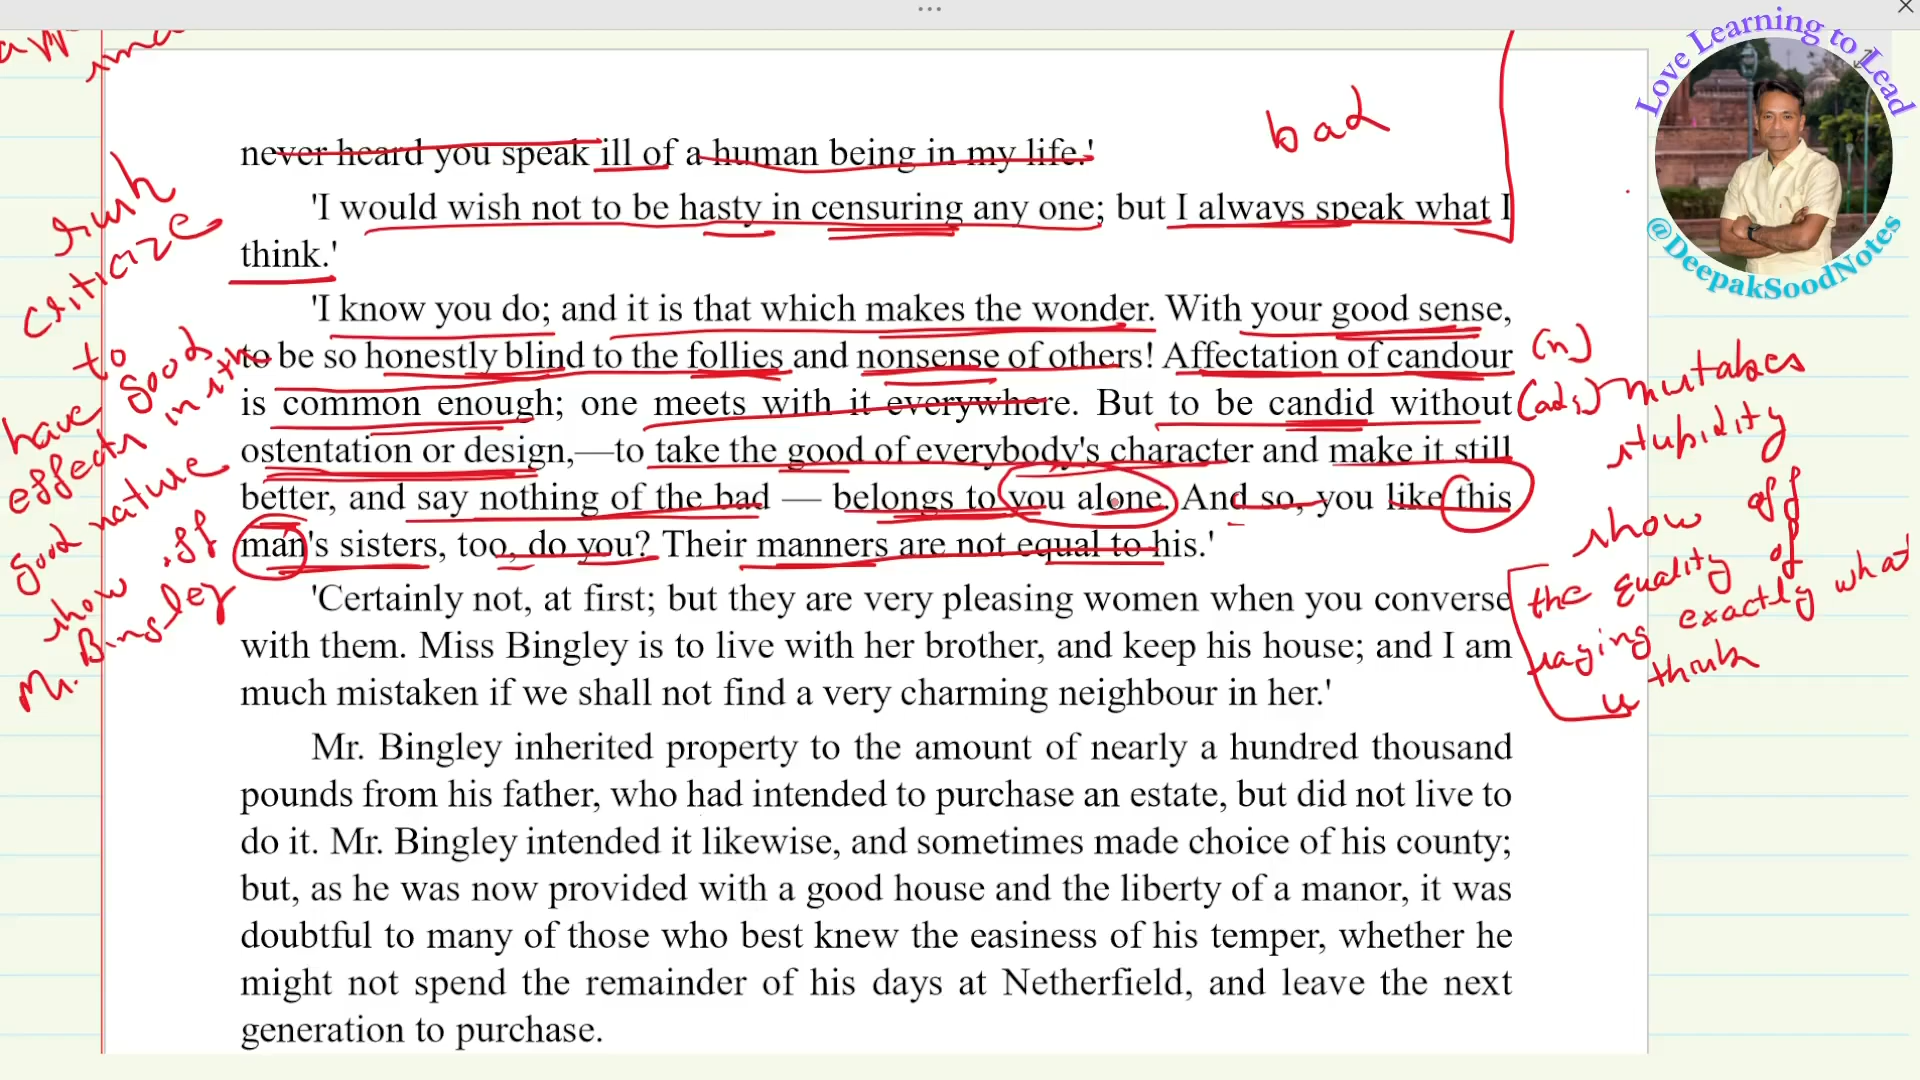 Love Learning to Lead
@DeepakSoodNotes
bad
never heard you speak ill of a human being in my life.'
'I would wish not to be hasty in censuring any one; but I always speak what I
think.'
'I know you do; and it is that which makes the wonder. With your good sense,
to be so honestly blind to the follies and nonsense of others! Affectation of candour
is common enough; one meets with it everywhere. But to be candid without
ostentation or design,—to take the good of everybody's character and make it still
better, and say nothing of the bad — belongs to you alone. And so, you like this
man's sisters, too, do you? Their manners are not equal to his.'
'Certainly not, at first; but they are very pleasing women when you converse
with them. Miss Bingley is to live with her brother, and keep his house; and I am
much mistaken if we shall not find a very charming neighbour in her.'
Mr. Bingley inherited property to the amount of nearly a hundred thousand
pounds from his father, who had intended to purchase an estate, but did not live to
do it. Mr. Bingley intended it likewise, and sometimes made choice of his county;
but, as he was now provided with a good house and the liberty of a manor, it was
doubtful to many of those who best knew the easiness of his temper, whether he
might not spend the remainder of his days at Netherfield, and leave the next
generation to purchase.
rush
criticize
to
have good
effects in
good nature
show off
Mr. Bingley
(n)
(adj) mistakes
stupidity
show off
the quality of
saying exactly what
u think